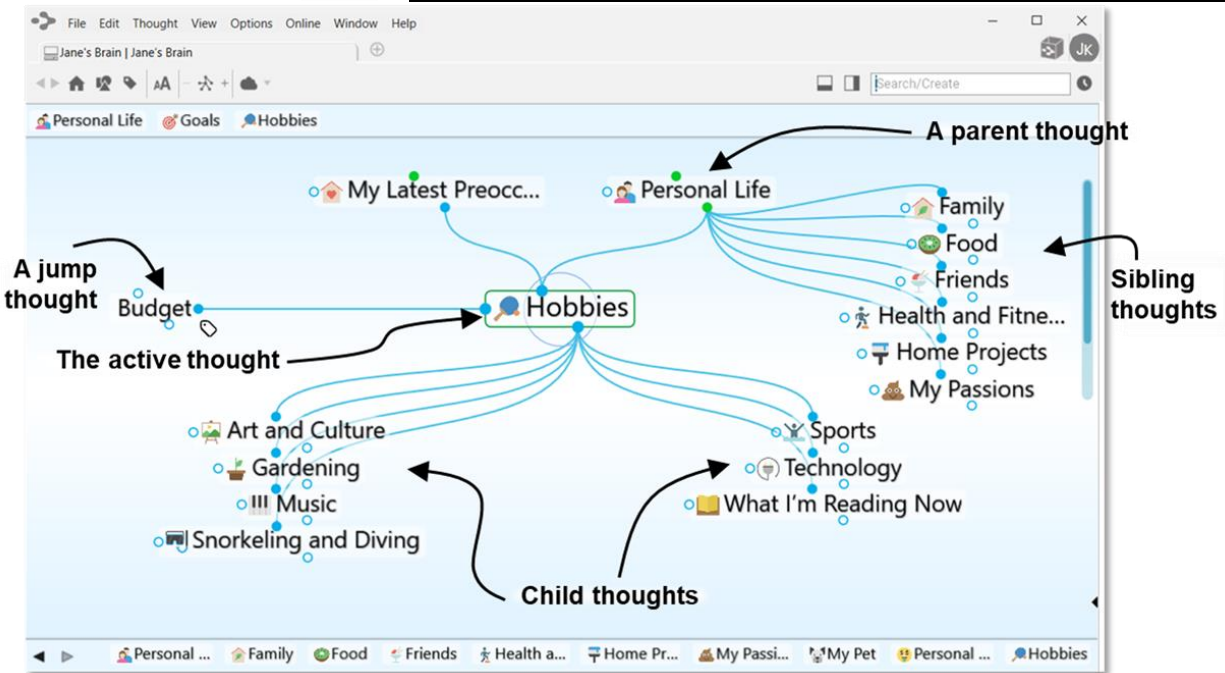 File Edit Thought View Options Online Window Help
Jane's Brain | Jane's Brain
JK
AA
Search/Create
Personal Life Goals Hobbies
A parent thought
My Latest Preocc...
Personal Life
Family
Food
Friends
Health and Fitne...
Home Projects
My Passions
Sibling
thoughts
A jump
thought
Budget
Hobbies
The active thought
Art and Culture
Gardening
Music
Snorkeling and Diving
Sports
Technology
What I'm Reading Now
Child thoughts
Personal ... Family Food Friends Health a... Home Pr... My Passi... My Pet Personal ... Hobbies